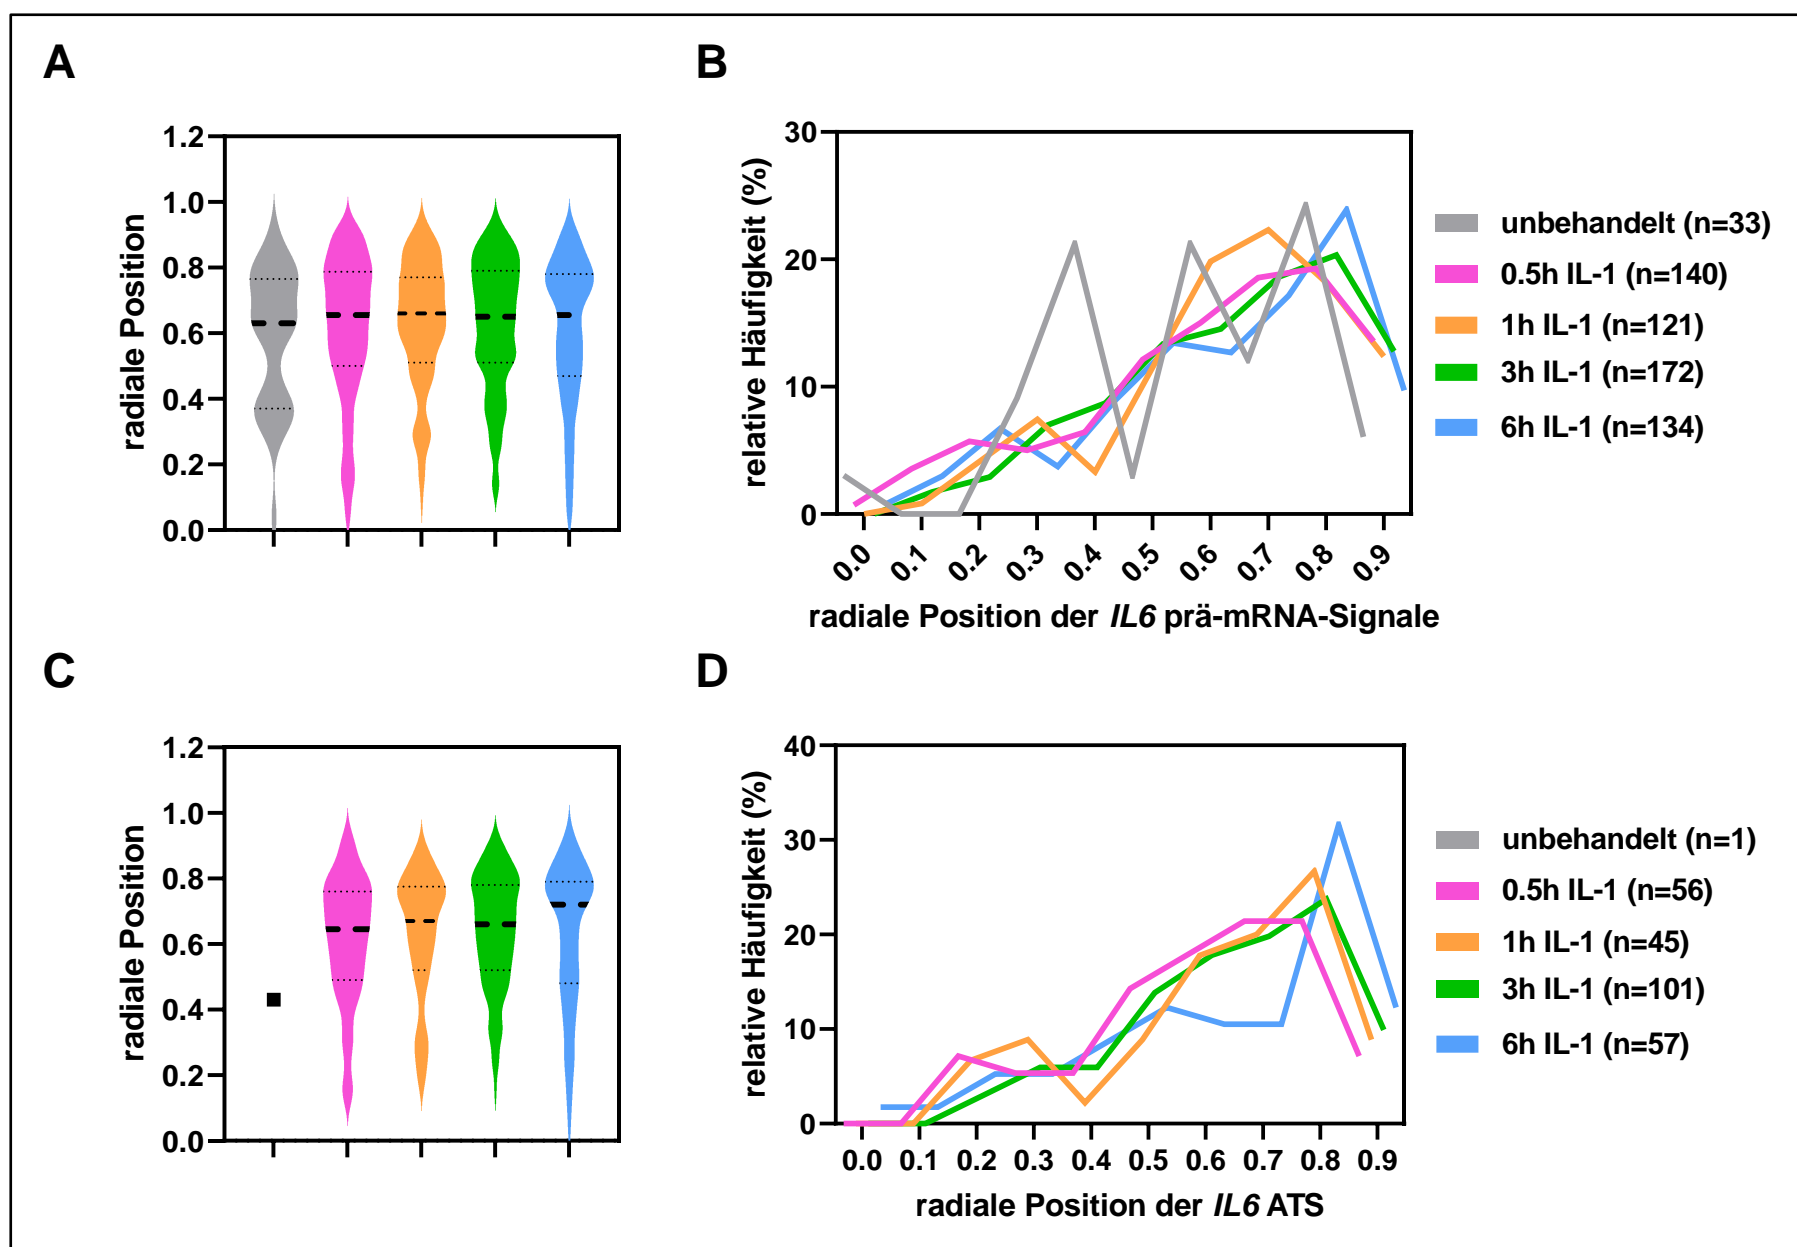 A
1.2
1.0
0.8
0.6
0.4
0.2
0.0
radiale Position
B
30
20
10
0
relative Häufigkeit (%)
0.0 0.1 0.2 0.3 0.4 0.5 0.6 0.7 0.8 0.9
radiale Position der IL6 prä-mRNA-Signale
unbehandelt (n=33)
0.5h IL-1 (n=140)
1h IL-1 (n=121)
3h IL-1 (n=172)
6h IL-1 (n=134)
C
1.2
1.0
0.8
0.6
0.4
0.2
0.0
radiale Position
D
40
30
20
10
0
relative Häufigkeit (%)
0.0 0.1 0.2 0.3 0.4 0.5 0.6 0.7 0.8 0.9
radiale Position der IL6 ATS
unbehandelt (n=1)
0.5h IL-1 (n=56)
1h IL-1 (n=45)
3h IL-1 (n=101)
6h IL-1 (n=57)